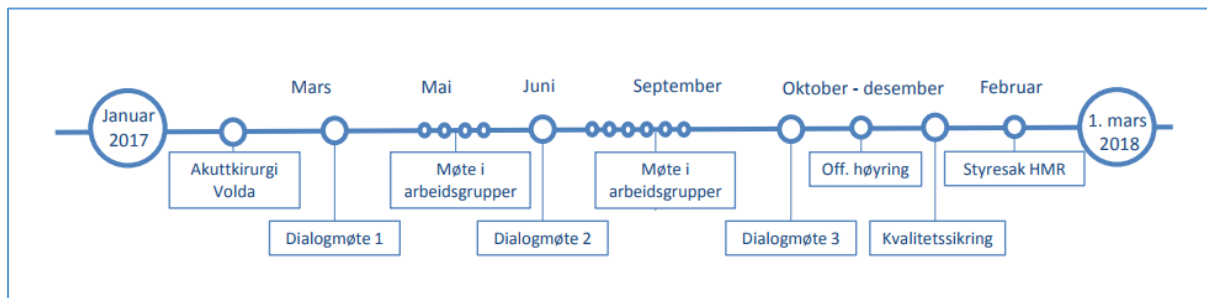 Januar
2017
Mars
Mai
Juni
September
Oktober - desember
Februar
1. mars
2018
Akuttkirurgi
Volda
Møte i
arbeidsgrupper
Møte i
arbeidsgrupper
Off. høyring
Styresak HMR
Dialogmøte 1
Dialogmøte 2
Dialogmøte 3
Kvalitetssikring